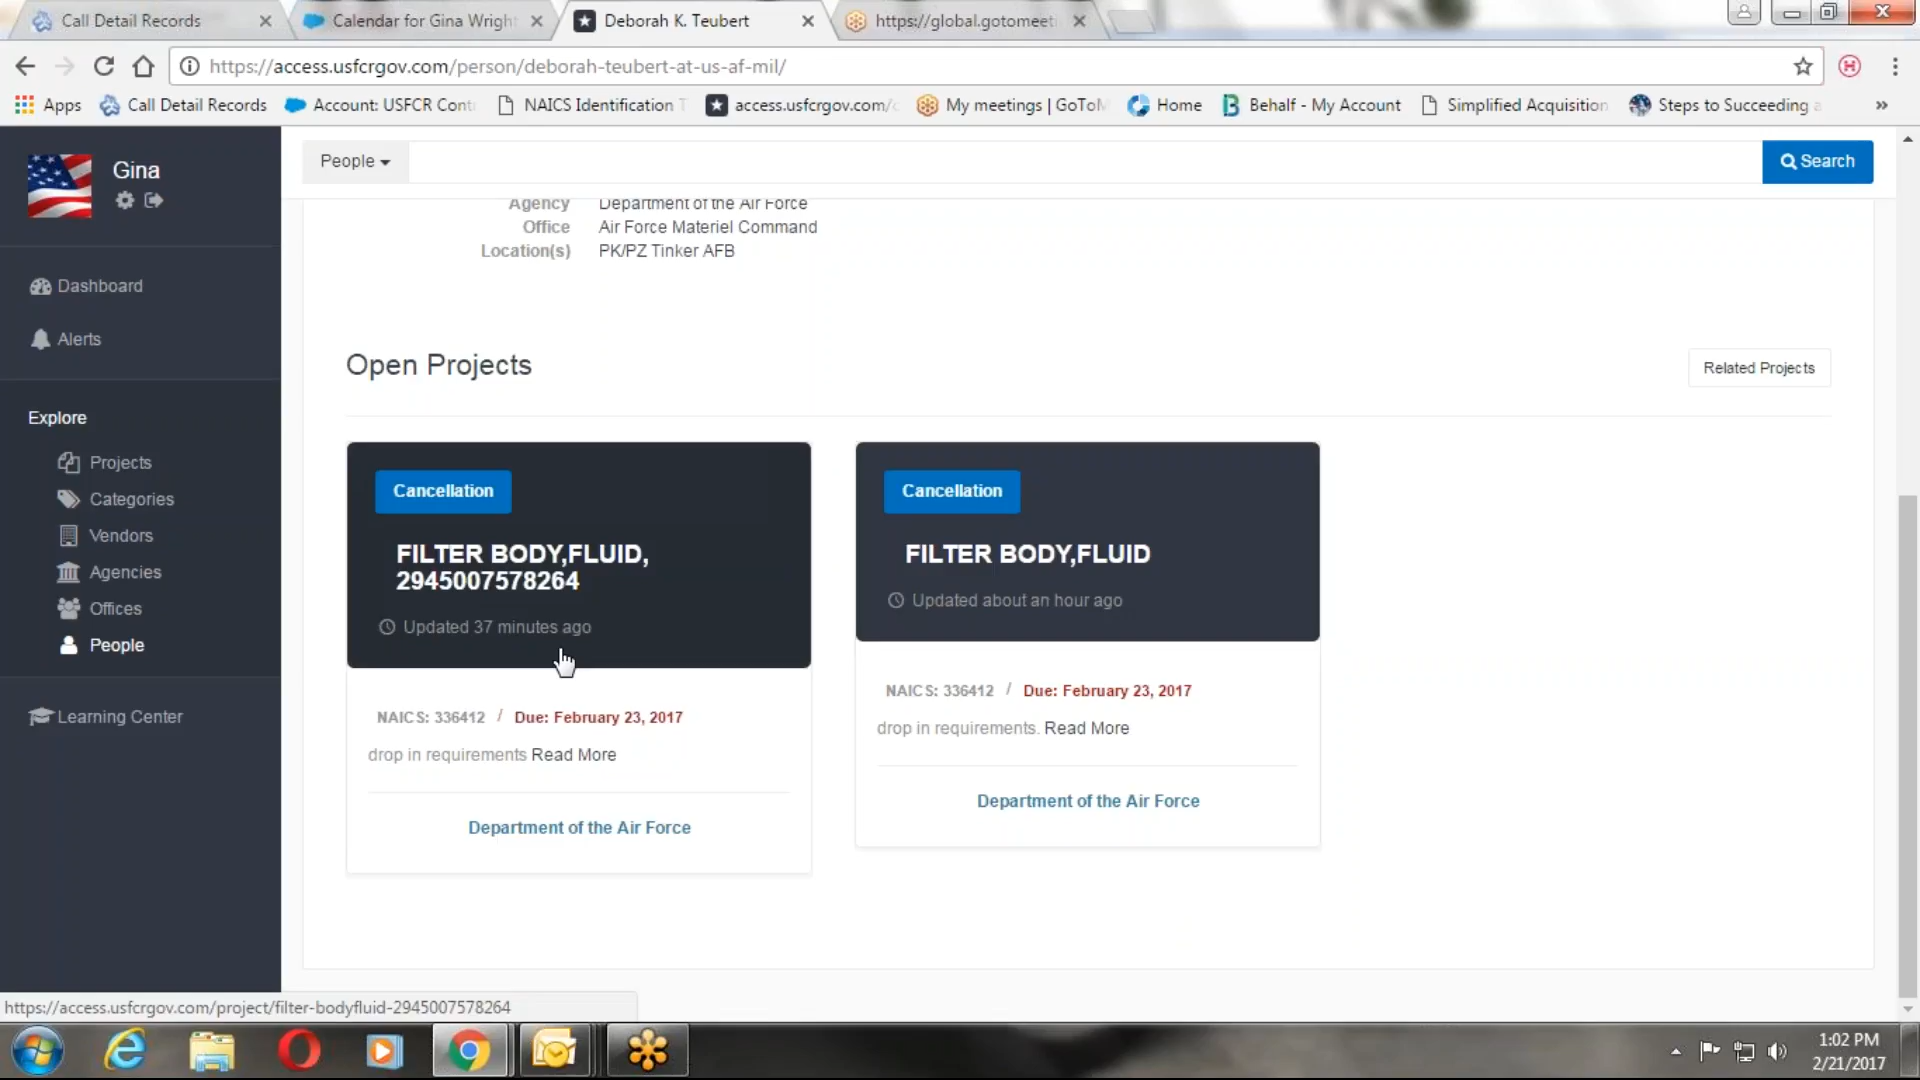 Call Detail Records
Calendar for Gina Wright
Deborah K. Teubert
https://global.gotomeeti
https://access.usfcrgov.com/person/deborah-teubert-at-us-af-mil/
Apps
Call Detail Records
Account: USFCR Cont
NAICS Identification T
access.usfcrgov.com/c
My meetings | GoToM
Home
Behalf - My Account
Simplified Acquisition
Steps to Succeeding a
»
Gina
People
Search
Agency Department of the Air Force
Office Air Force Materiel Command
Location(s) PK/PZ Tinker AFB
Dashboard
Alerts
Explore
Projects
Categories
Vendors
Agencies
Offices
People
Learning Center
Open Projects
Related Projects
Cancellation
FILTER BODY,FLUID,
2945007578264
Updated 37 minutes ago
NAICS: 336412 / Due: February 23, 2017
drop in requirements Read More
Department of the Air Force
Cancellation
FILTER BODY,FLUID
Updated about an hour ago
NAICS: 336412 / Due: February 23, 2017
drop in requirements. Read More
Department of the Air Force
https://access.usfcrgov.com/project/filter-bodyfluid-2945007578264
1:02 PM
2/21/2017